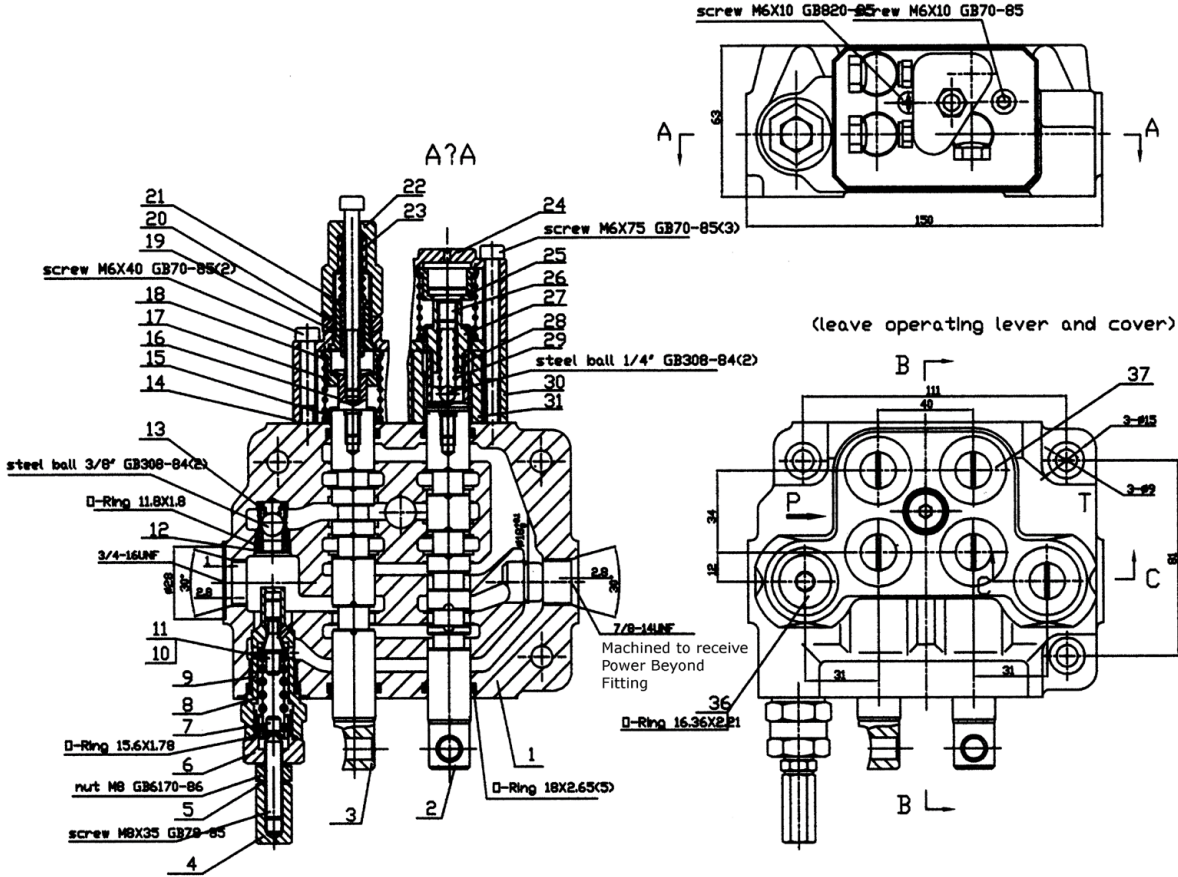 screw M6X10 GB820-85
screw M6X10 GB70-85
63
A
A
150
A?A
21
20
19
screw M6X40 GB70-85(2)
18
17
16
15
14
13
steel ball 3/8" GB308-84(2)
O-Ring 11.8X1.8
12
3/4-16UNF
ø28
30°
1
2.8
11
10
9
8
7
O-Ring 15.6X1.78
6
nut M8 GB6170-86
5
screw M8X35 GB78-85
4
22
23
24
screw M6X75 GB70-85(3)
25
26
27
28
29
steel ball 1/4" GB308-84(2)
30
31
2.8
30°
7/8-14UNF
Machined to receive
Power Beyond
Fitting
1
O-Ring 18X2.65(5)
2
3
(leave operating lever and cover)
B
37
111
40
3-ø15
3-ø9
P
T
34
12
81
C
C
31
31
36
O-Ring 16.36X2.21
B